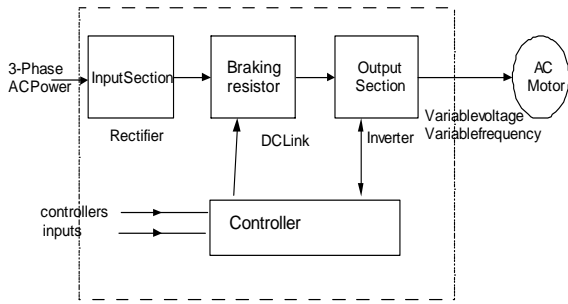 3-Phase
ACPower
InputSection
Rectifier
Braking
resistor
DCLink
Output
Section
Inverter
Variablevoltage
Variablefrequency
AC
Motor
controllers
inputs
Controller